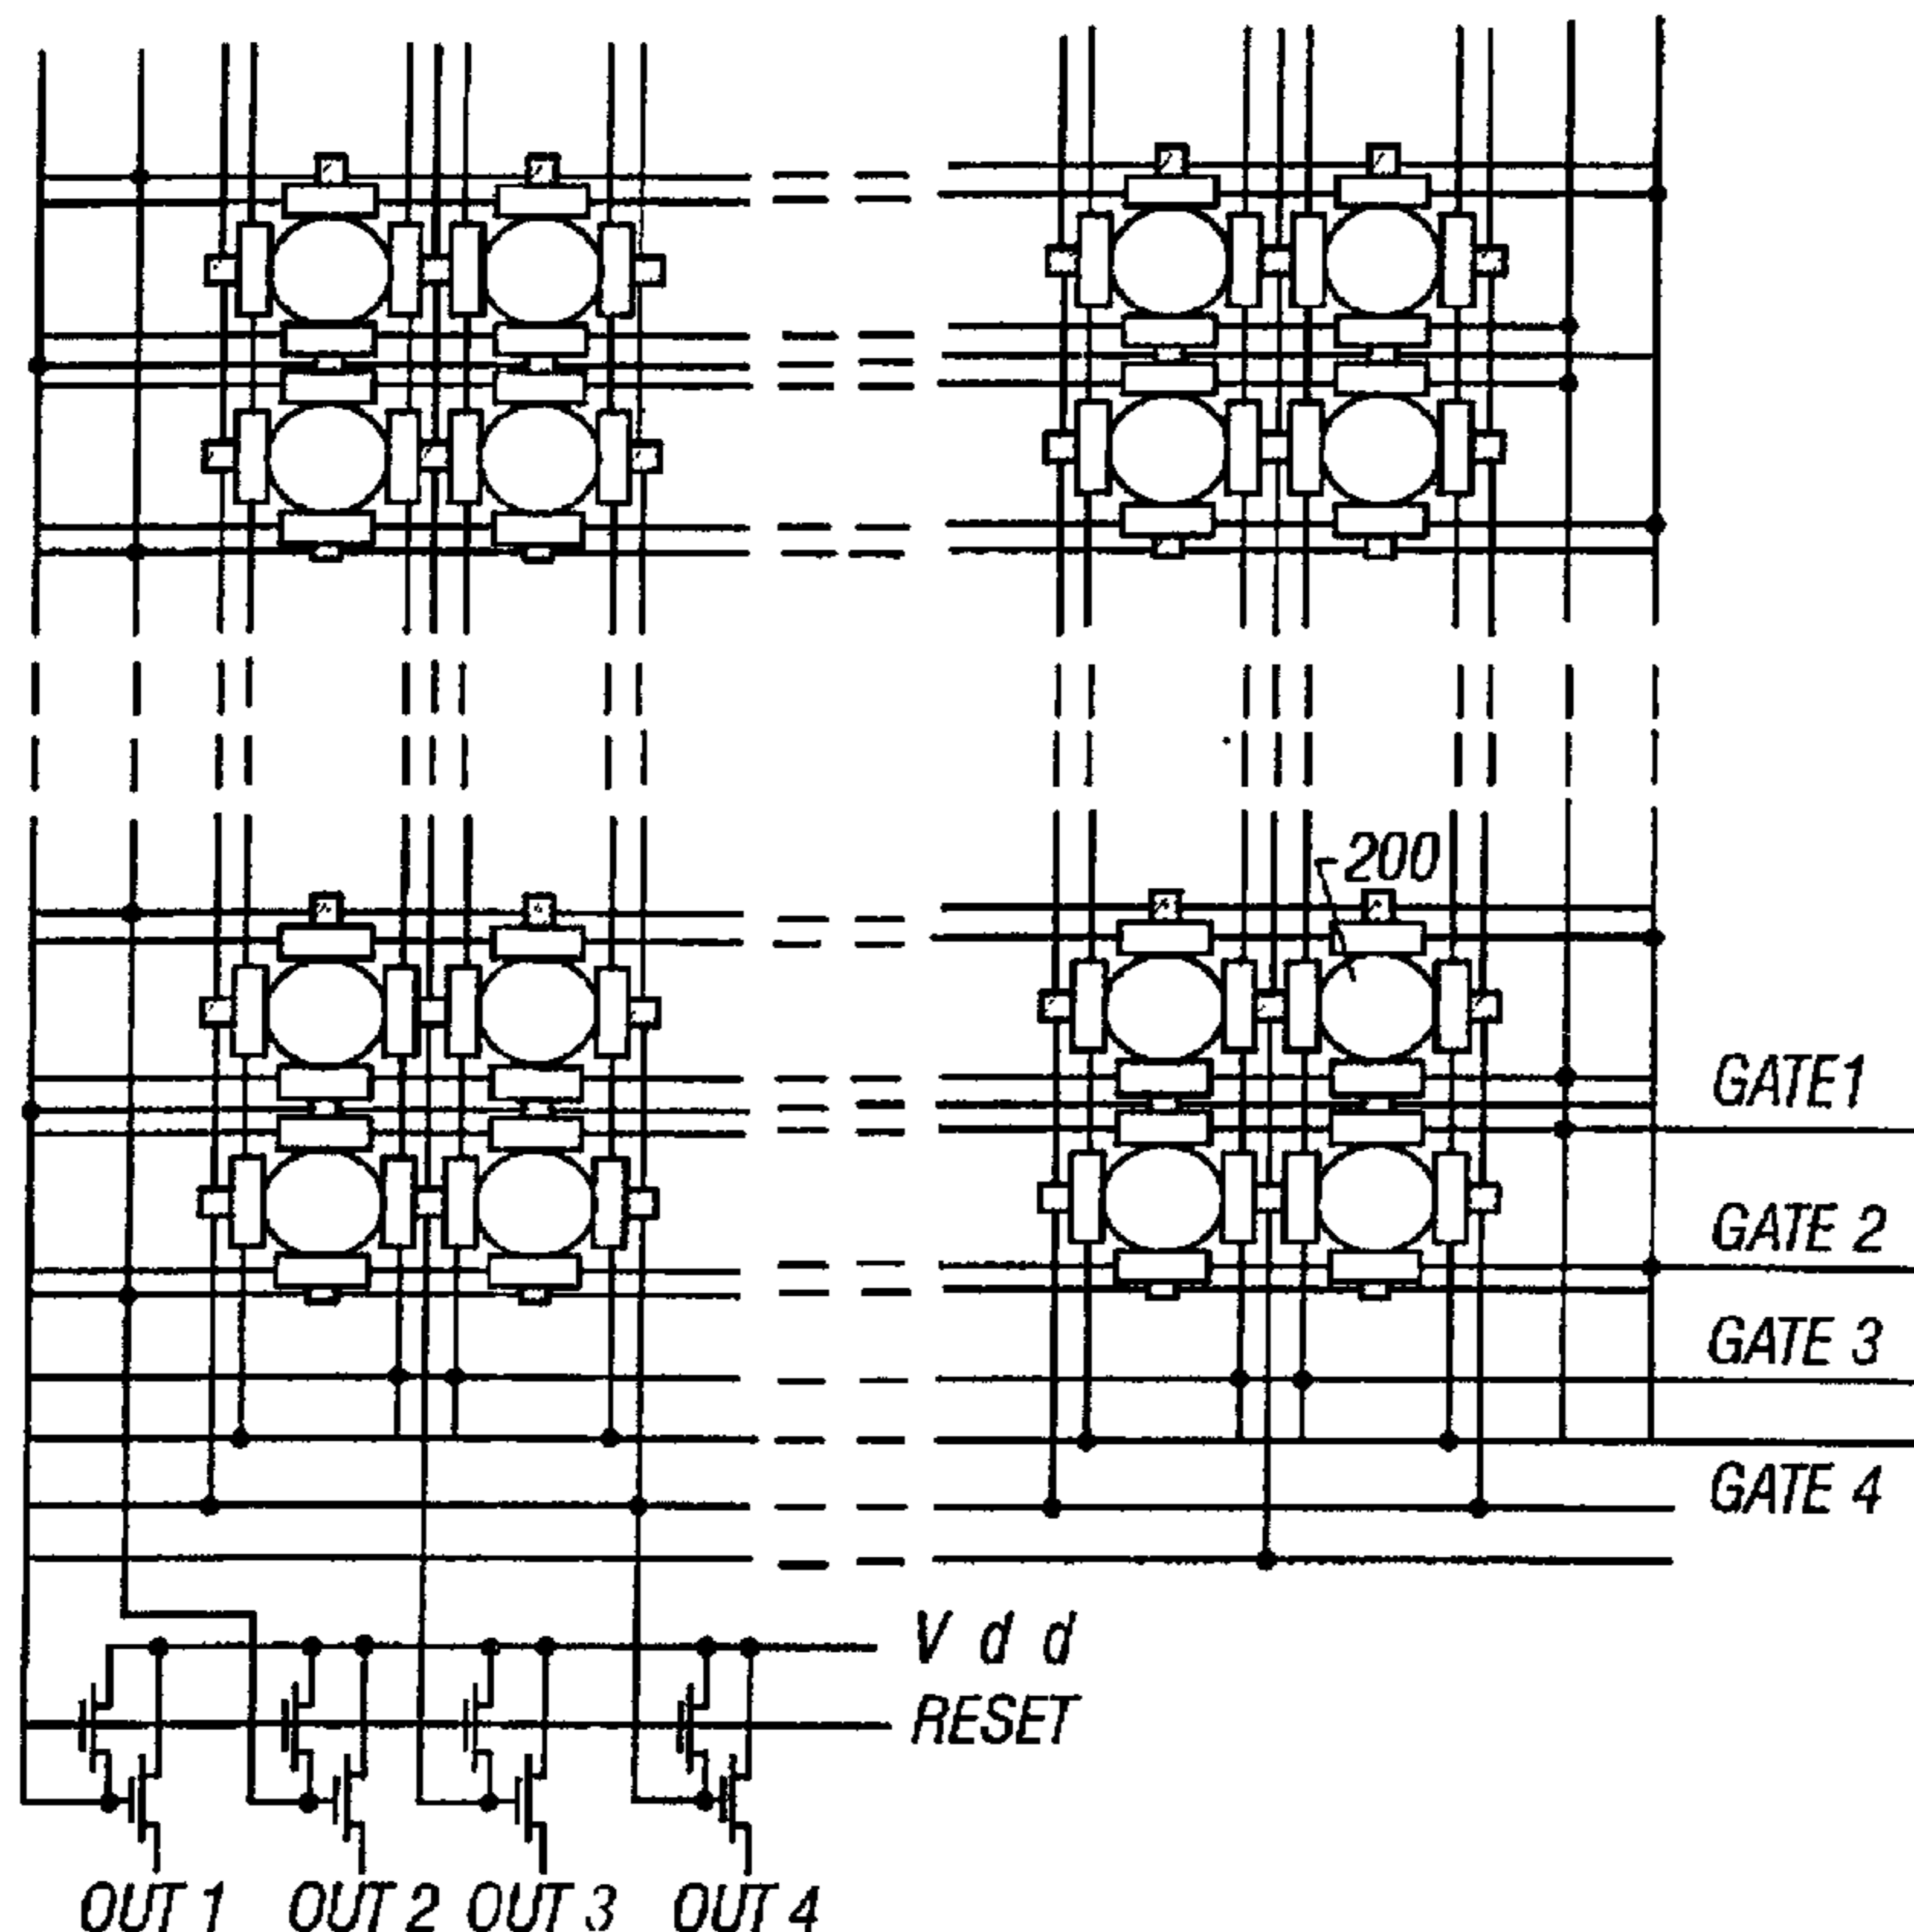 200
GATE1
GATE 2
GATE 3
GATE 4
V d d
RESET
OUT 1 OUT 2 OUT 3 OUT 4